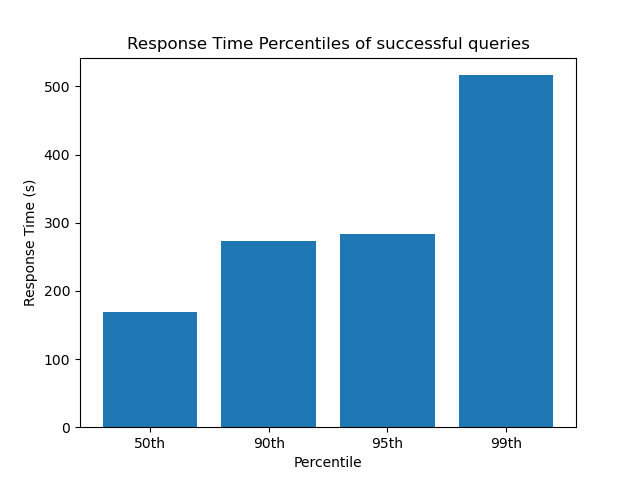 Response Time Percentiles of successful queries
500
400
300
200
100
0
Response Time (s)
50th 90th 95th 99th
Percentile